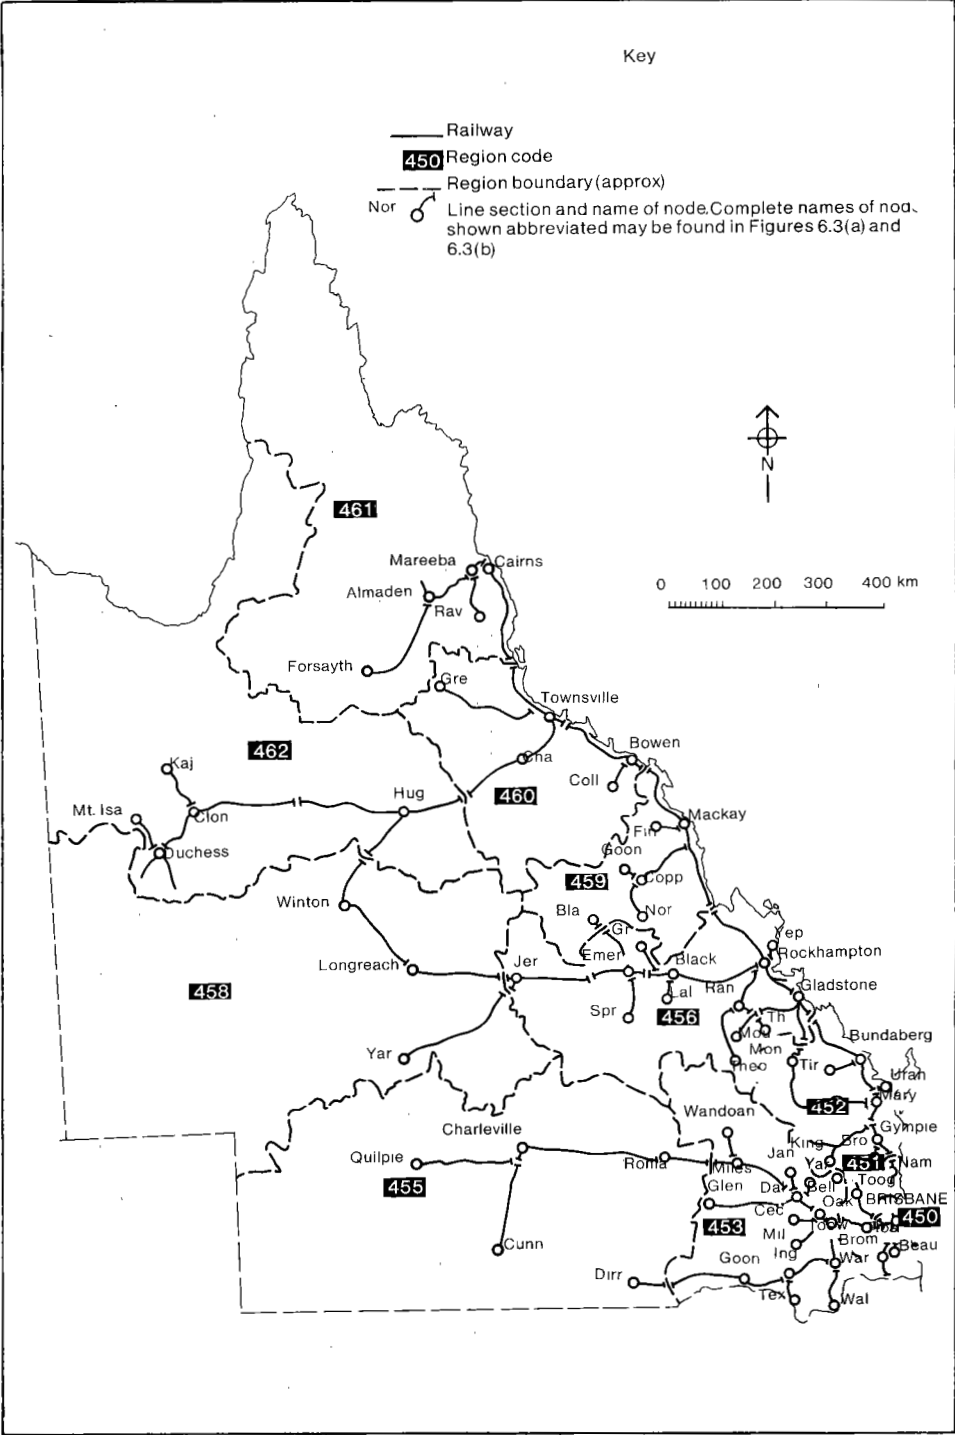 Key
Railway
450 Region code
Region boundary (approx)
Nor
Line section and name of node. Complete names of
shown abbreviated may be found in Figures 6.3(a) and
6.3(b)
N
0 100 200 300 400 km
461
Mareeba
Cairns
Almaden
Rav
Forsayth
Gre
Townsville
462
Bowen
Kaj
Cha
Coll
Hug
460
Mt. Isa
Clon
Mackay
Fin
Duchess
Goon
459
Copp
Winton
Bla
Nor
Gr
Yep
Emer
Rockhampton
Longreach
Jer
Black
458
Lal
Ran
Gladstone
Spr
456
Th
Mou
Bundaberg
Yar
Mon
Theo
Tir
Urah
Mary
452
Wandoan
Gympie
Charleville
King
Bro
Jan
Quilpie
Roma
Miles
Yar
451
Nam
455
Glen
Da
Bell
Toog
Oak
BRISBANE
Cec
450
453
Mil
Toow
Brom
Ing
Beau
Cunn
Goon
War
Dirr
Tex
Wal